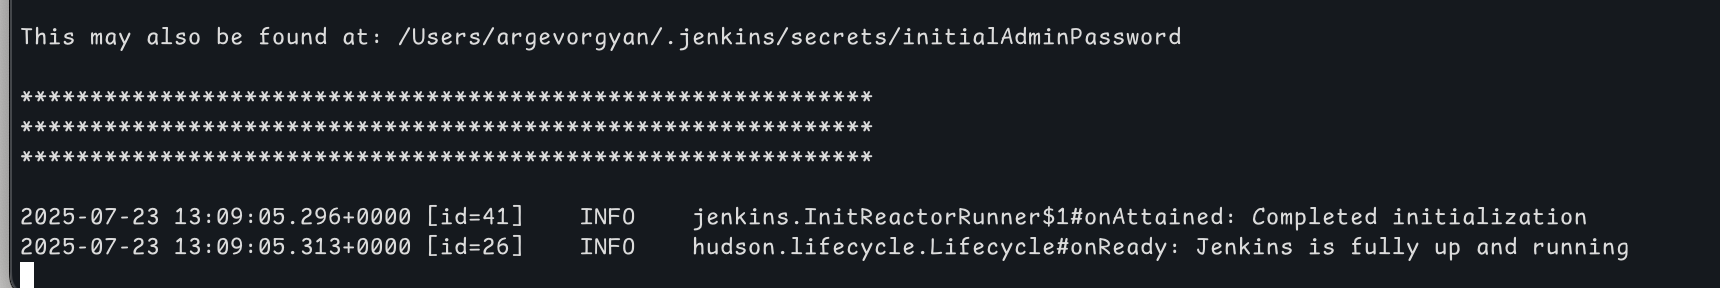 This may also be found at: /Users/argevorgyan/.jenkins/secrets/initialAdminPassword
*************************************************************
*************************************************************
*************************************************************
2025-07-23 13:09:05.296+0000 [id=41]    INFO    jenkins.InitReactorRunner$1#onAttained: Completed initialization
2025-07-23 13:09:05.313+0000 [id=26]    INFO    hudson.lifecycle.Lifecycle#onReady: Jenkins is fully up and running